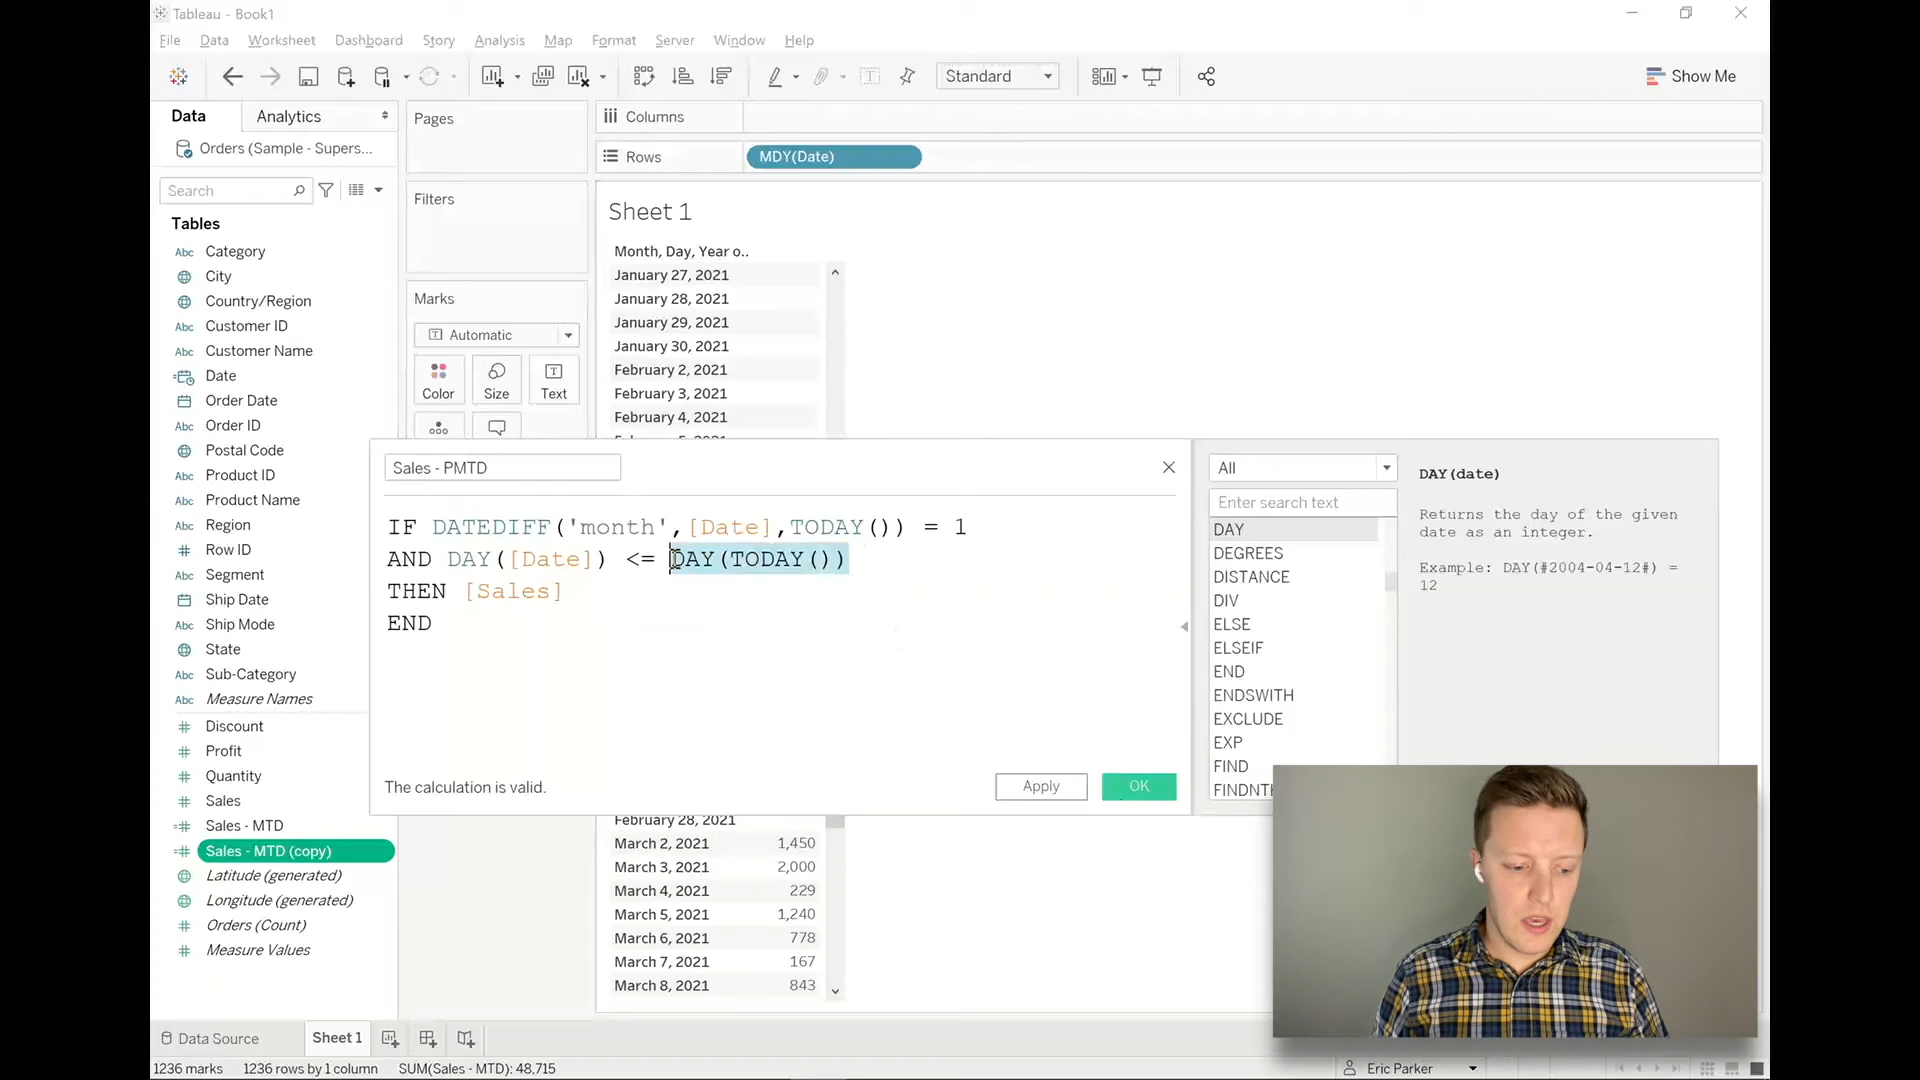 Tableau - Book1
File Data Worksheet Dashboard Story Analysis Map Format Server Window Help
Standard
Show Me
Data
Analytics
Orders (Sample - Supers...
Search
Tables
Abc Category
City
Country/Region
Abc Customer ID
Abc Customer Name
Date
Order Date
Abc Order ID
Postal Code
Abc Product ID
Abc Product Name
Abc Region
# Row ID
Abc Segment
Ship Date
Abc Ship Mode
State
Abc Sub-Category
Abc Measure Names
# Discount
# Profit
# Quantity
# Sales
=# Sales - MTD
=# Sales - MTD (copy)
Latitude (generated)
Longitude (generated)
# Orders (Count)
# Measure Values
Pages
Filters
Marks
Automatic
Color
Size
Text
Columns
Rows
MDY(Date)
Sheet 1
Month, Day, Year o..
January 27, 2021
January 28, 2021
January 29, 2021
January 30, 2021
February 2, 2021
February 3, 2021
February 4, 2021
Sales - PMTD
IF DATEDIFF('month',[Date],TODAY()) = 1
AND DAY([Date]) <= DAY(TODAY())
THEN [Sales]
END
The calculation is valid.
Apply
OK
All
Enter search text
DAY
DEGREES
DISTANCE
DIV
ELSE
ELSEIF
END
ENDSWITH
EXCLUDE
EXP
FIND
DAY(date)
Returns the day of the given
date as an integer.
Example: DAY(#2004-04-12#) =
12
February 28, 2021
March 2, 2021 1,450
March 3, 2021 2,000
March 4, 2021 229
March 5, 2021 1,240
March 6, 2021 778
March 7, 2021 167
March 8, 2021 843
Data Source
Sheet 1
1236 marks 1236 rows by 1 column SUM(Sales - MTD): 48,715
Eric Parker